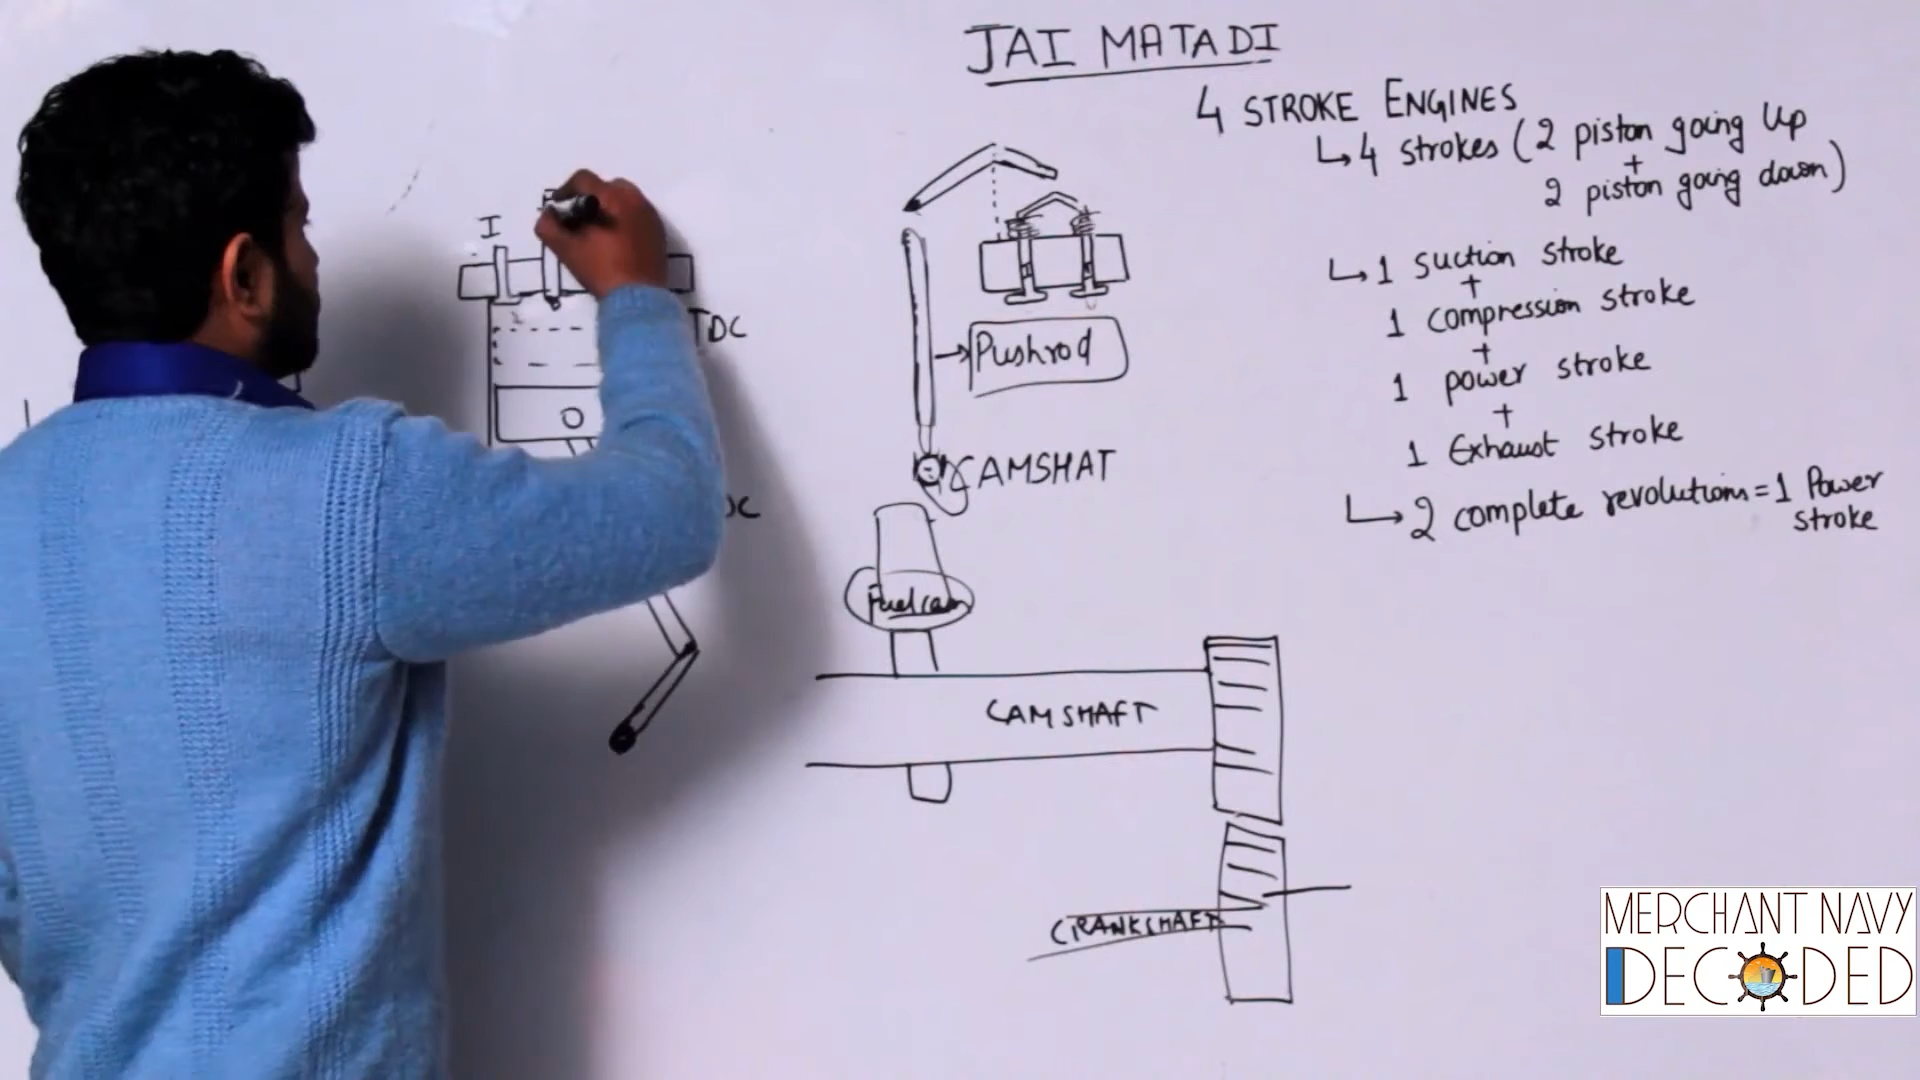 JAI MATADI
4 STROKE ENGINES
4 strokes (2 piston going Up
+
2 piston going down)
1 suction stroke
+
1 compression stroke
+
1 power stroke
+
1 Exhaust stroke
2 complete revolutions = 1 Power
stroke
I
TDC
Pushrod
CAMSHAT
Fuel cam
CAMSHAFT
CRANKSHAFT
MERCHANT NAVY
DECODED